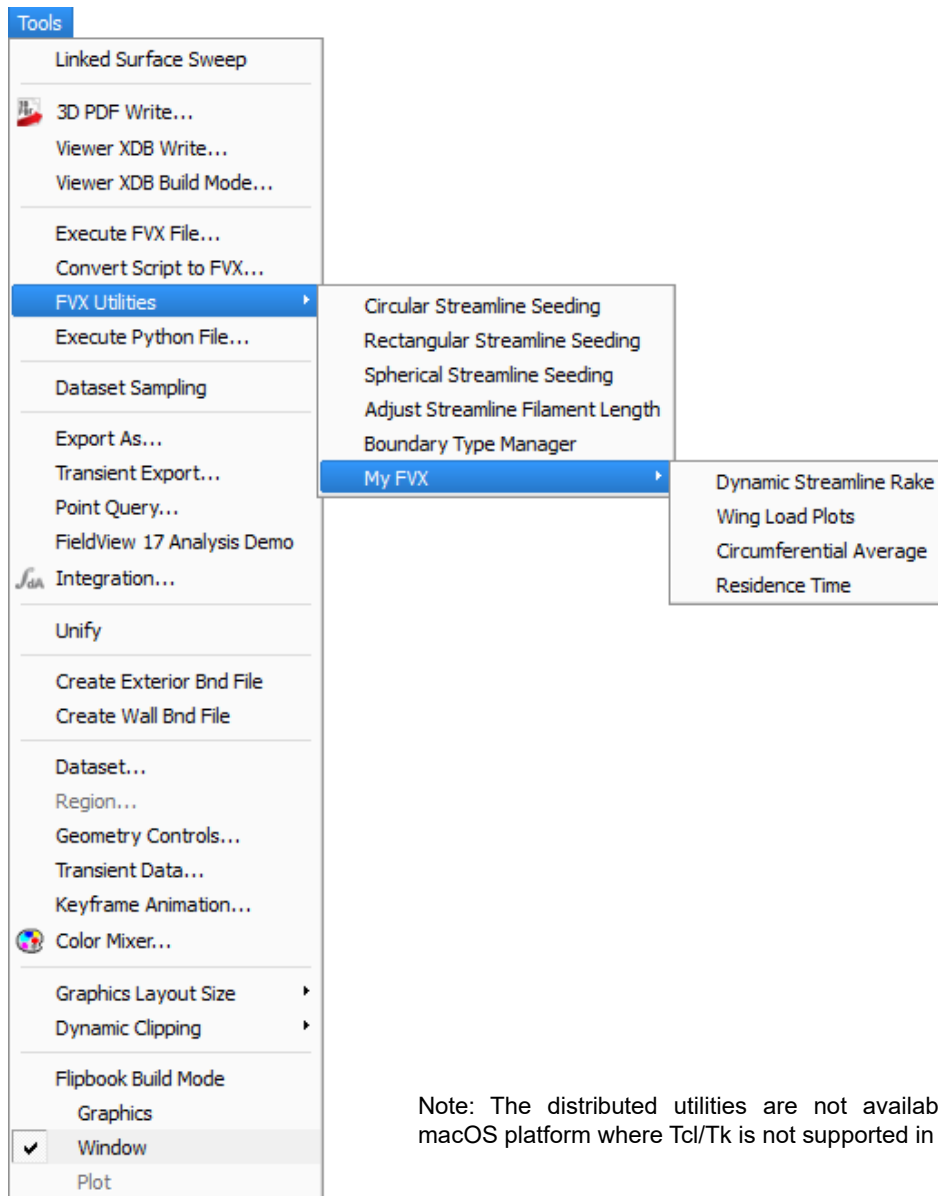 Tools
Linked Surface Sweep
3D PDF Write...
Viewer XDB Write...
Viewer XDB Build Mode...
Execute FVX File...
Convert Script to FVX...
FVX Utilities
Execute Python File...
Dataset Sampling
Export As...
Transient Export...
Point Query...
FieldView 17 Analysis Demo
∫dA Integration...
Unify
Create Exterior Bnd File
Create Wall Bnd File
Dataset...
Region...
Geometry Controls...
Transient Data...
Keyframe Animation...
Color Mixer...
Graphics Layout Size
Dynamic Clipping
Flipbook Build Mode
Graphics
Window
Plot
Circular Streamline Seeding
Rectangular Streamline Seeding
Spherical Streamline Seeding
Adjust Streamline Filament Length
Boundary Type Manager
My FVX
Dynamic Streamline Rake
Wing Load Plots
Circumferential Average
Residence Time
Note: The distributed utilities are not
macOS platform where Tcl/Tk is not supported in